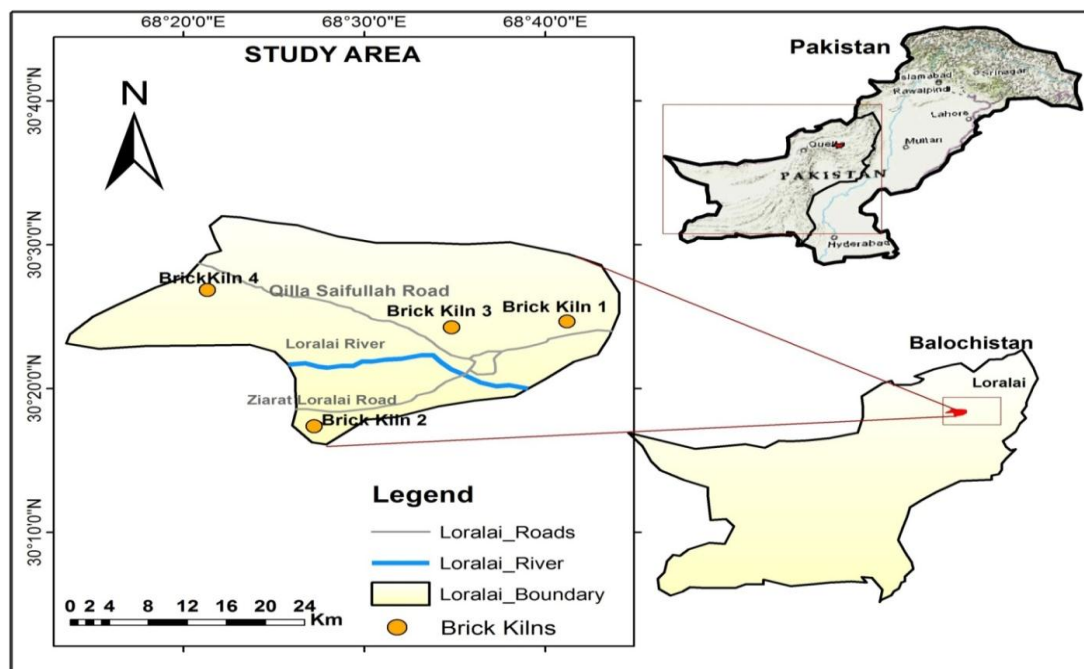 68°20'0"E
68°30'0"E
68°40'0"E
STUDY AREA
N
30°40'0"N
30°30'0"N
30°20'0"N
30°10'0"N
BrickKiln 4
Qilla Saifullah Road
Brick Kiln 3
Brick Kiln 1
Loralai River
Ziarat Loralai Road
Brick Kiln 2
Legend
Loralai_Roads
Loralai_River
Loralai_Boundary
Brick Kilns
0 2 4 8 12 16 20 24
Km
Pakistan
Srinagar
Rawalpind
Lahore
Multan
PAKISTAN
Hyderabad
Balochistan
Loralai